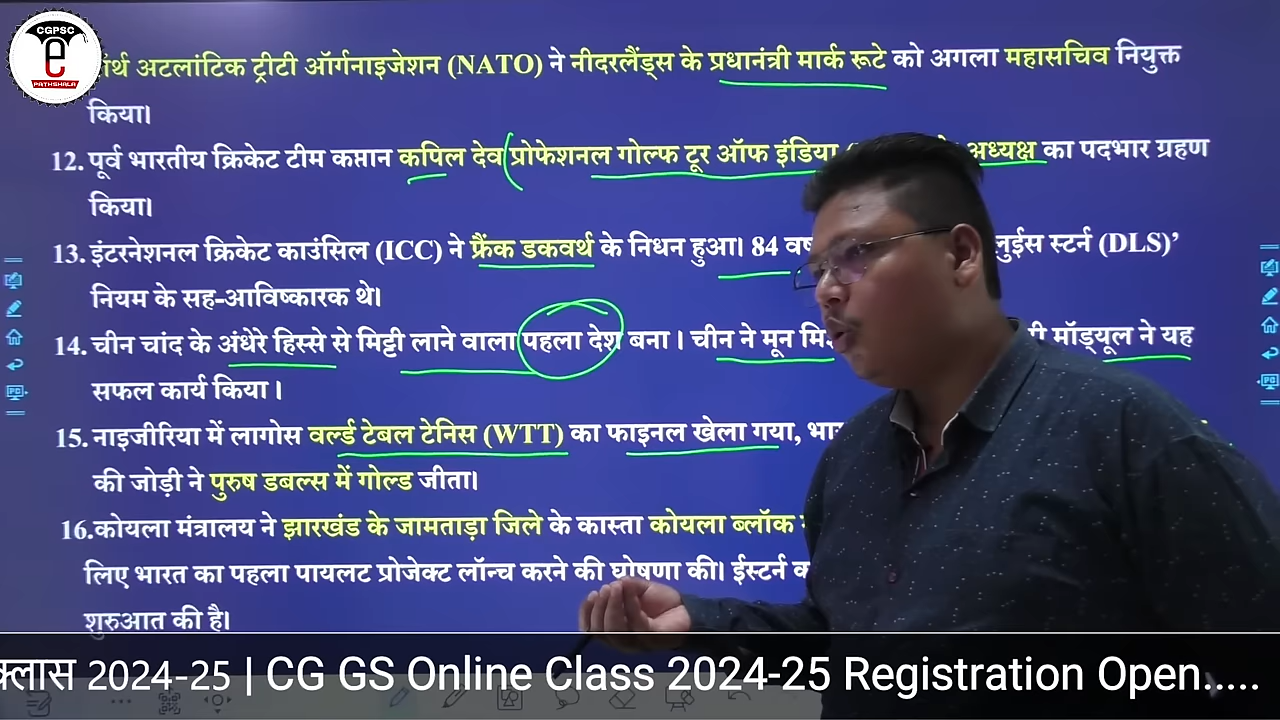 CGPSC
e
PATHSHALA
अटलांटिक ट्रीटी ऑर्गनाइजेशन (NATO) ने नीदरलैंड्स के प्रधानंत्री मार्क रूटे को अगला महासचिव नियुक्त
किया।
12. पूर्व भारतीय क्रिकेट टीम कप्तान कपिल देव प्रोफेशनल गोल्फ टूर ऑफ इंडिया अध्यक्ष का पदभार ग्रहण
किया।
13. इंटरनेशनल क्रिकेट काउंसिल (ICC) ने फ्रैंक डकवर्थ के निधन हुआ। 84 लुईस स्टर्न (DLS)’
नियम के सह-आविष्कारक थे।
14. चीन चांद के अंधेरे हिस्से से मिट्टी लाने वाला पहला देश बना। चीन ने मून मॉड्यूल ने यह
सफल कार्य किया।
15. नाइजीरिया में लागोस वर्ल्ड टेबल टेनिस (WTT) का फाइनल खेला गया,
की जोड़ी ने पुरुष डबल्स में गोल्ड जीता।
16.कोयला मंत्रालय ने झारखंड के जामताड़ा जिले के कास्ता कोयला ब्लॉक
लिए भारत का पहला पायलट प्रोजेक्ट लॉन्च करने की घोषणा की। ईस्टर्न
शुरुआत की है।
क्लास 2024-25 | CG GS Online Class 2024-25 Registration Open.....